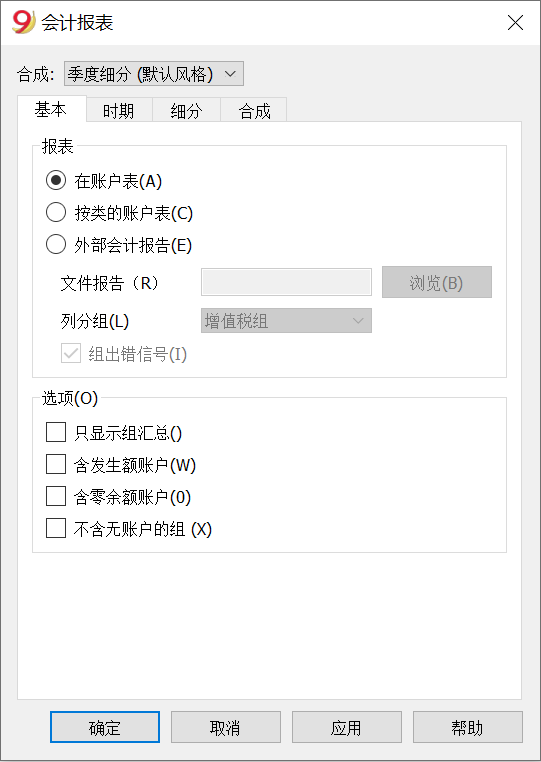 9 会计报表
合成: 季度细分 (默认风格)
基本 时期 细分 合成
报表
在账户表(A)
按类的账户表(C)
外部会计报告(E)
文件报告（R） 浏览(B)
列分组(L) 增值税组
组出错信号(I)
选项(O)
只显示组汇总()
含发生额账户(W)
含零余额账户(0)
不含无账户的组 (X)
确定 取消 应用 帮助